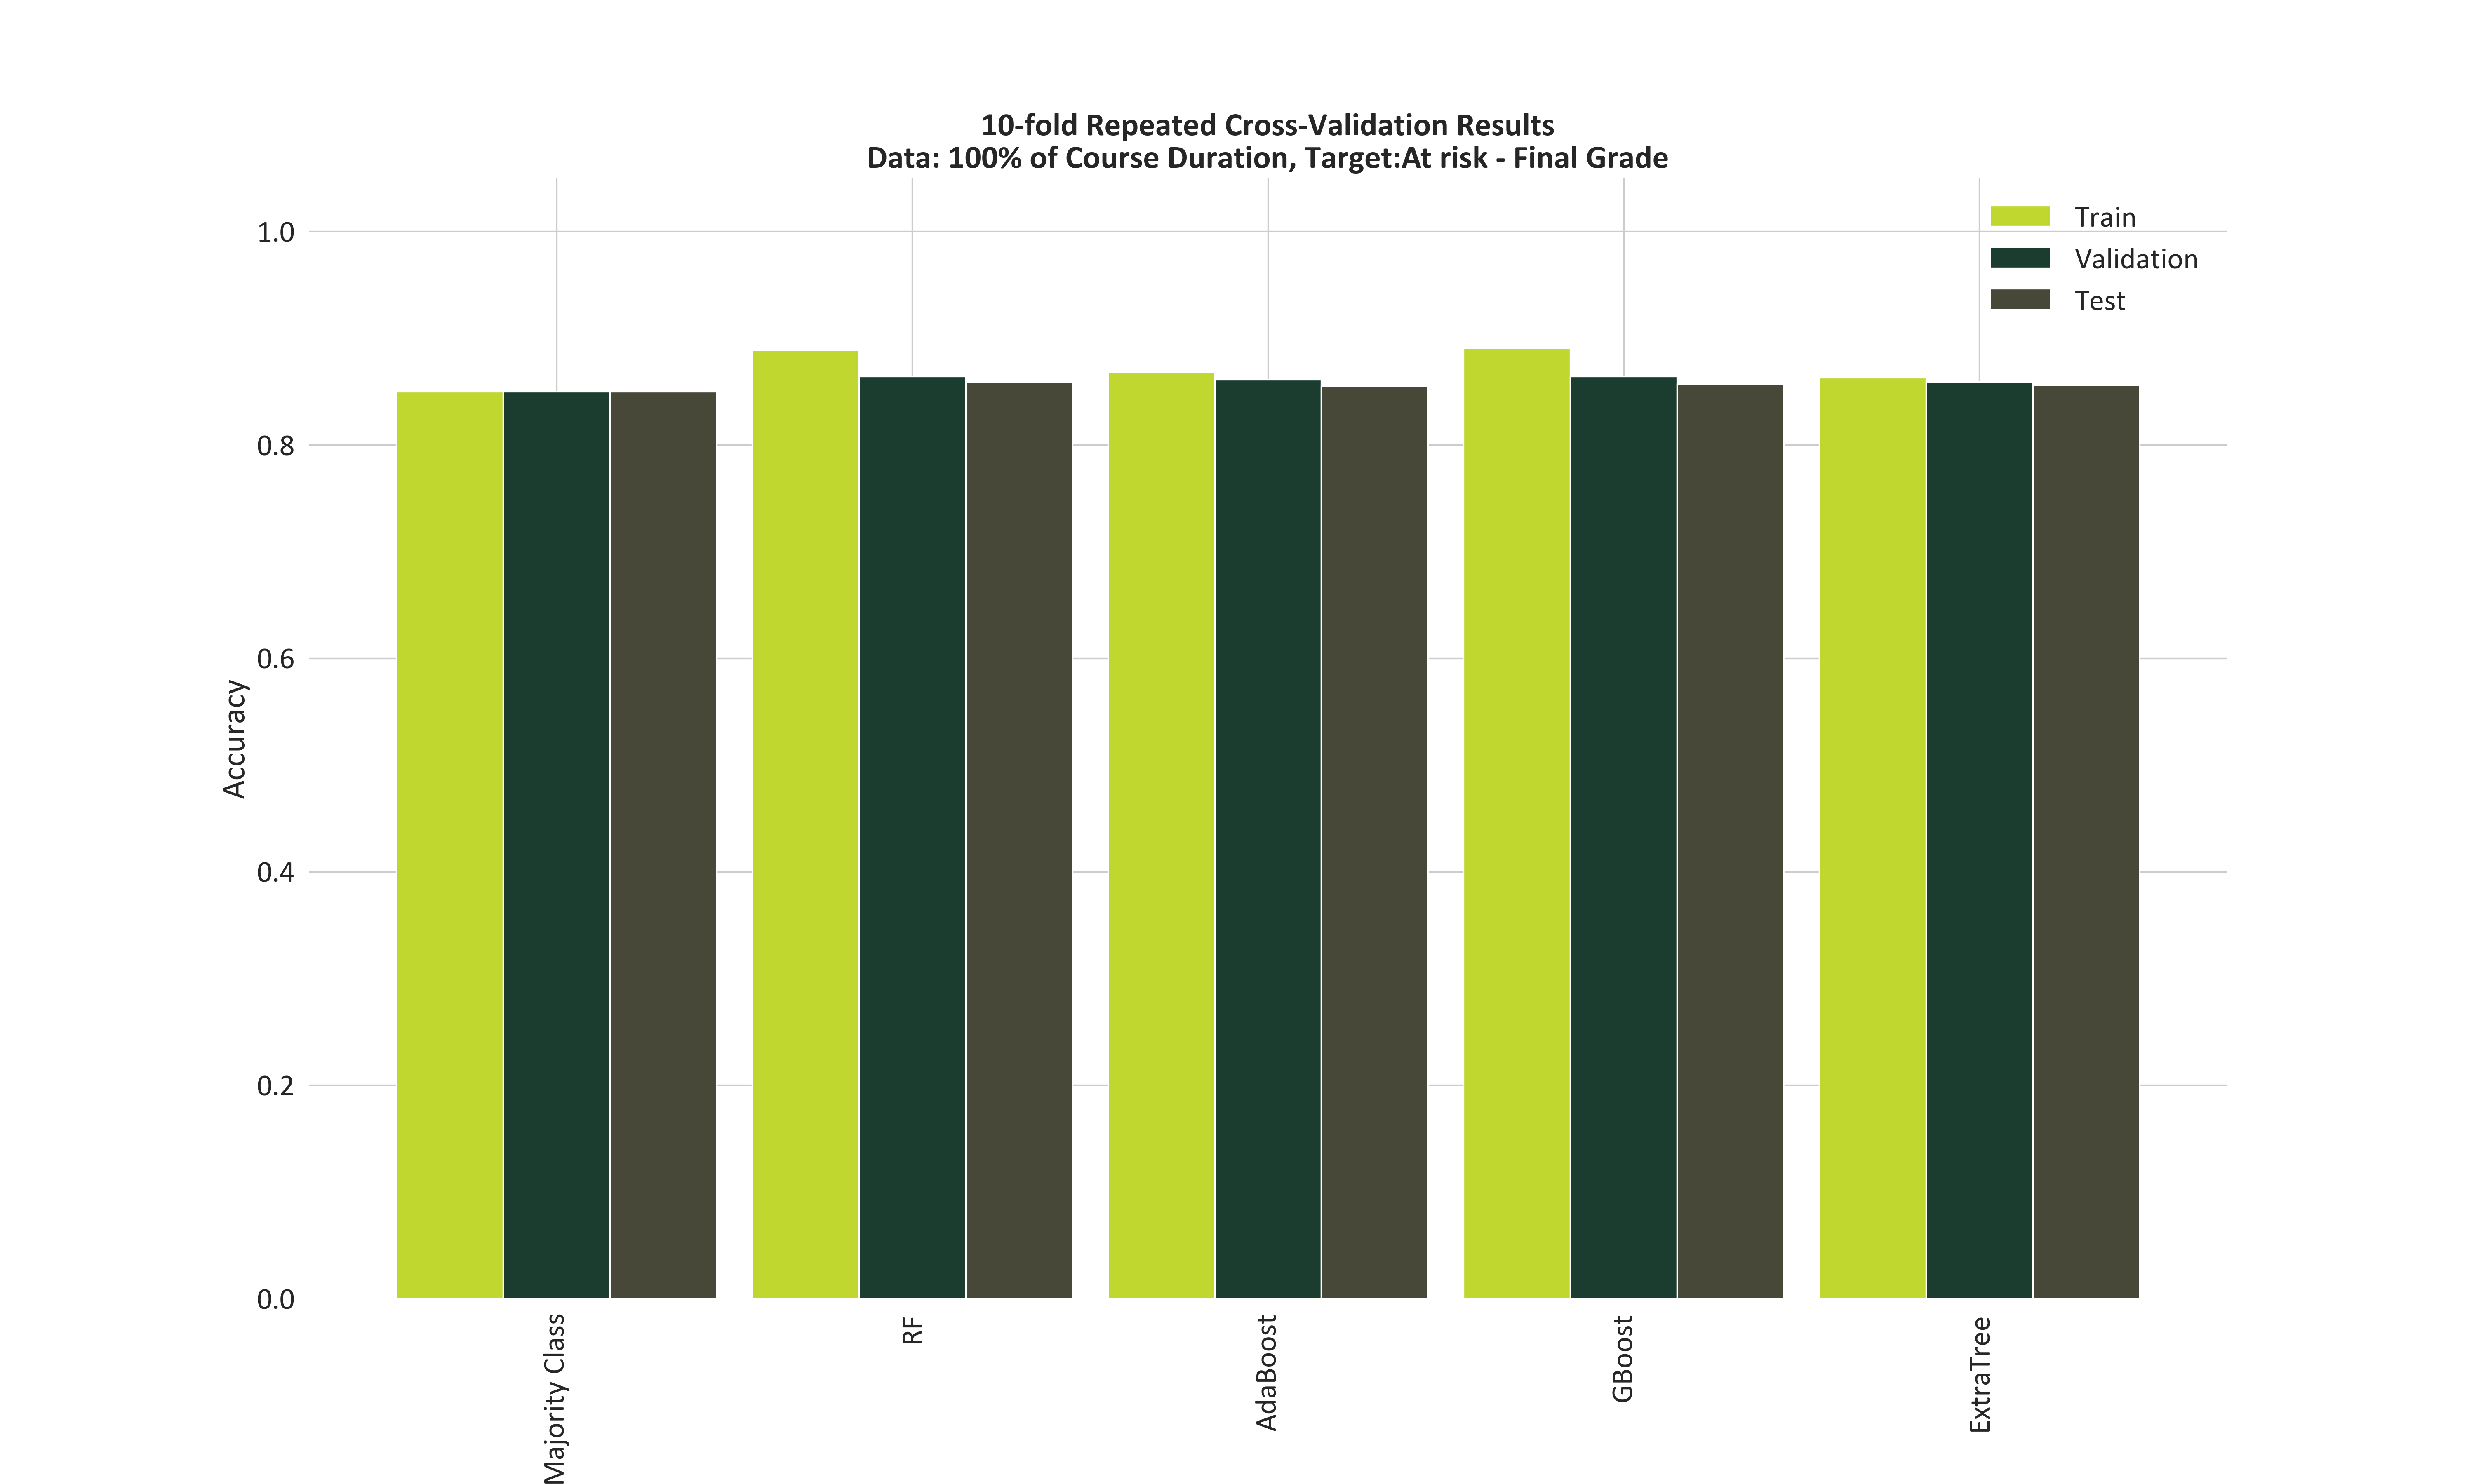 10-fold Repeated Cross-Validation Results
Data: 100% of Course Duration, Target:At risk - Final Grade
Train
Validation
Test
1.0
0.8
0.6
0.4
0.2
0.0
Accuracy
Majority Class
RF
AdaBoost
GBoost
ExtraTree